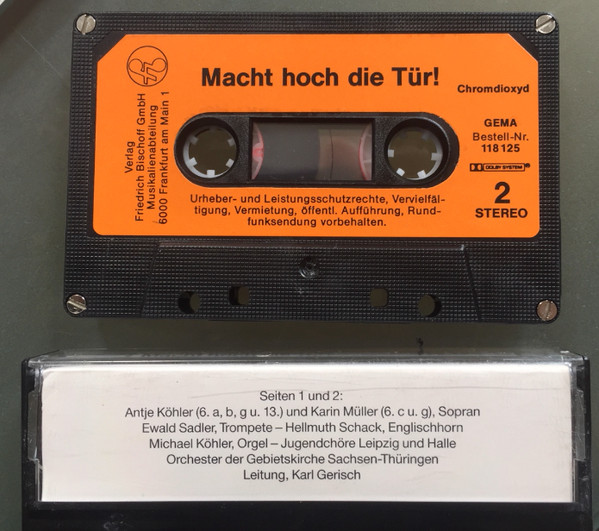 Macht hoch die Tür!
Verlag
Friedrich Bischoff GmbH
Musikalienabteilung
6000 Frankfurt am Main 1
Chromdioxyd
GEMA
Bestell-Nr.
118 125
DOLBY SYSTEM
2
STEREO
Urheber- und Leistungsschutzrechte, Vervielfäl-
tigung, Vermietung, öffentl. Aufführung, Rund-
funksendung vorbehalten.
Seiten 1 und 2:
Antje Köhler (6. a, b, g u. 13.) und Karin Müller (6. c u. g), Sopran
Ewald Sadler, Trompete – Hellmuth Schack, Englischhorn
Michael Köhler, Orgel – Jugendchöre Leipzig und Halle
Orchester der Gebietskirche Sachsen-Thüringen
Leitung, Karl Gerisch